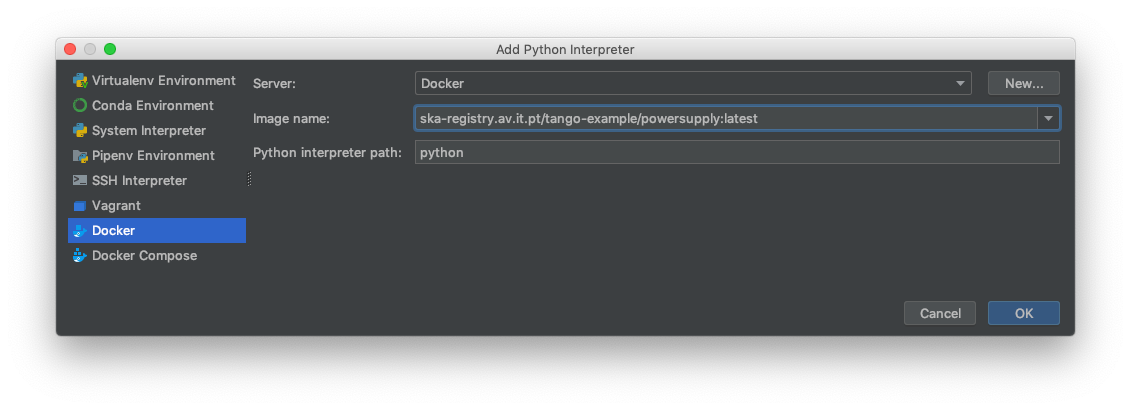 Add Python Interpreter
Virtualenv Environment
Conda Environment
System Interpreter
Pipenv Environment
SSH Interpreter
Vagrant
Docker
Docker Compose
Server:
Docker
New...
Image name:
ska-registry.av.it.pt/tango-example/powersupply:latest
Python interpreter path:
python
Cancel
OK